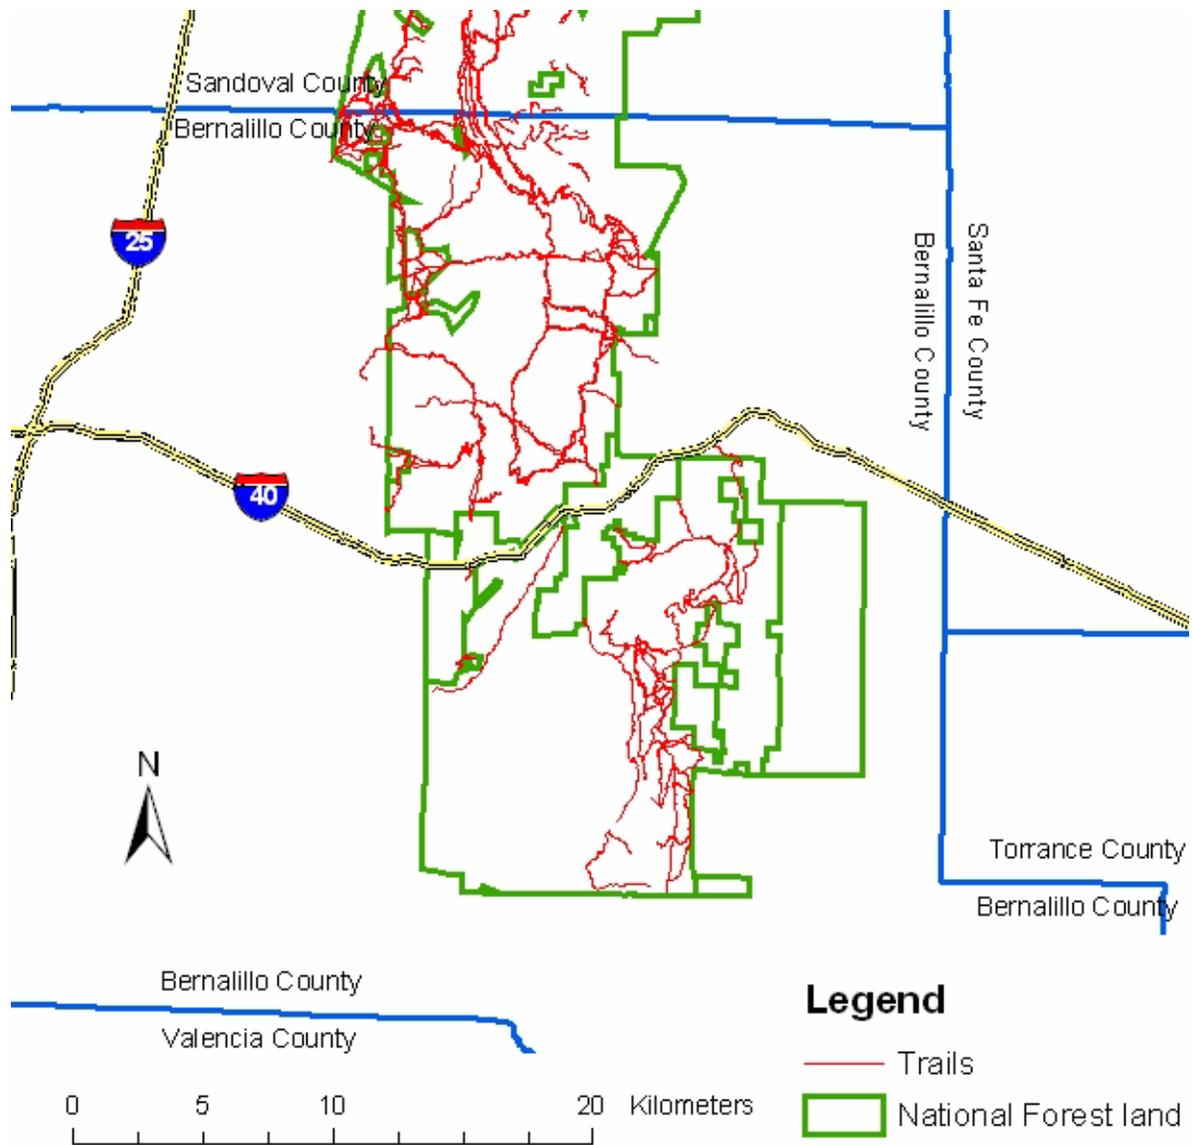 Sandoval County
Bernalillo County
25
Santa Fe County
Bernalillo County
40
N
Torrance County
Bernalillo County
Bernalillo County
Valencia County
Legend
Trails
National Forest land
0 5 10 20 Kilometers